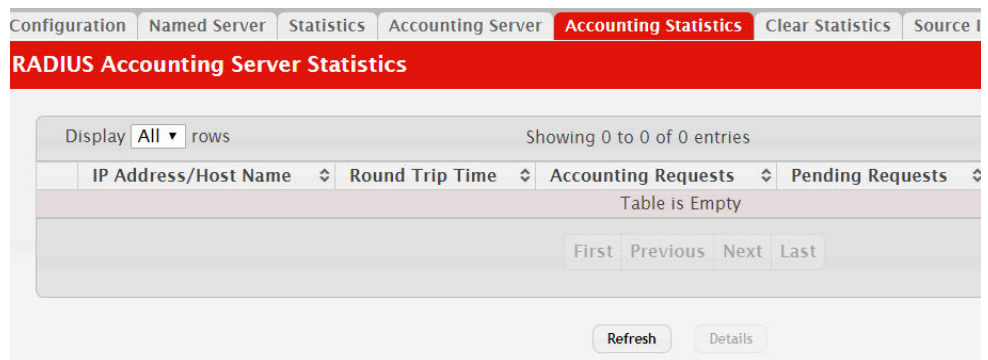 Configuration Named Server Statistics Accounting Server Accounting Statistics Clear Statistics Source
RADIUS Accounting Server Statistics
Display All rows Showing 0 to 0 of 0 entries
IP Address/Host Name Round Trip Time Accounting Requests Pending Requests
Table is Empty
First Previous Next Last
Refresh Details